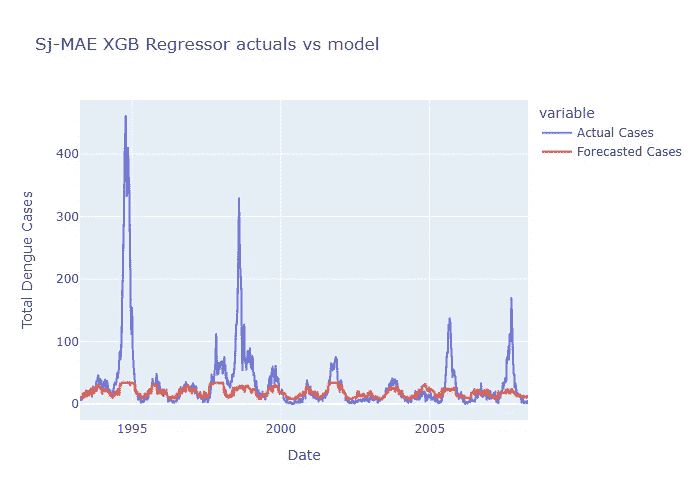 Sj-MAE XGB Regressor actuals vs model
variable
Actual Cases
Forecasted Cases
Total Dengue Cases
400
300
200
100
0
1995
2000
2005
Date